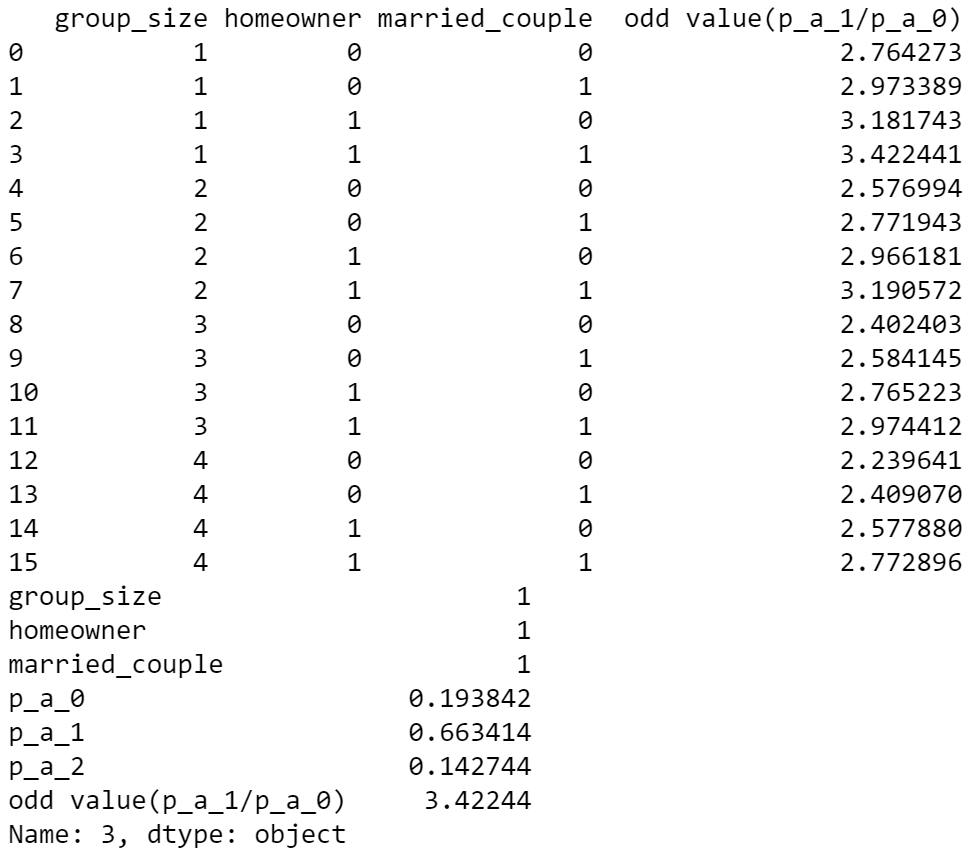 group_size homeowner married_couple odd value(p_a_1/p_a_0)
0 1 0 0 2.764273
1 1 0 1 2.973389
2 1 1 0 3.181743
3 1 1 1 3.422441
4 2 0 0 2.576994
5 2 0 1 2.771943
6 2 1 0 2.966181
7 2 1 1 3.190572
8 3 0 0 2.402403
9 3 0 1 2.584145
10 3 1 0 2.765223
11 3 1 1 2.974412
12 4 0 0 2.239641
13 4 0 1 2.409070
14 4 1 0 2.577880
15 4 1 1 2.772896
group_size 1
homeowner 1
married_couple 1
p_a_0 0.193842
p_a_1 0.663414
p_a_2 0.142744
odd value(p_a_1/p_a_0) 3.42244
Name: 3, dtype: object